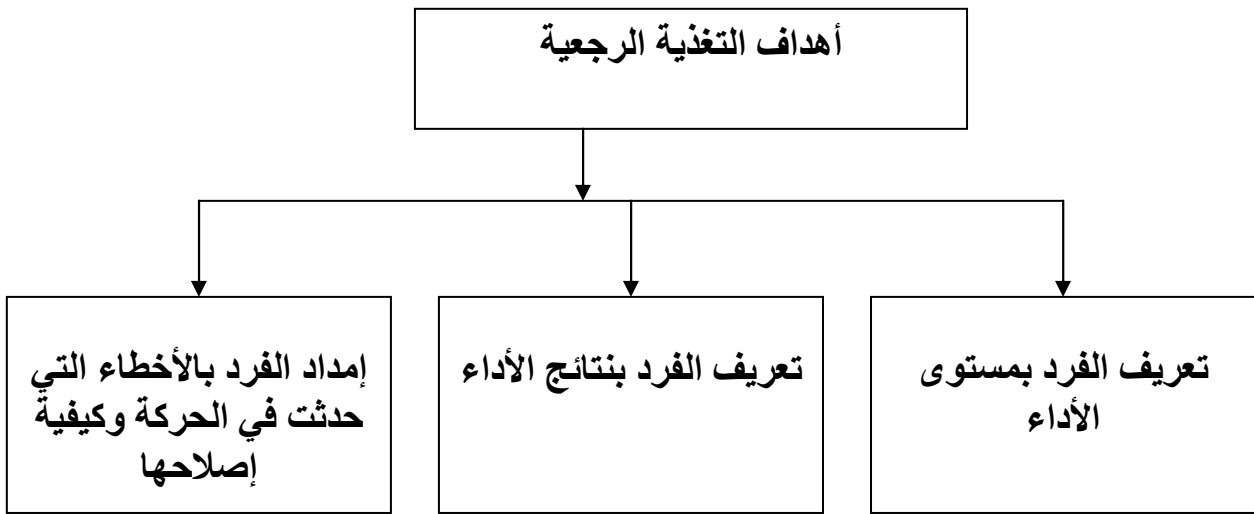 أهداف التغذية الرجعية
تعريف الفرد بمستوى
الأداء
تعريف الفرد بنتائج الأداء
إمداد الفرد بالأخطاء التي
حدثت في الحركة وكيفية
إصلاحها